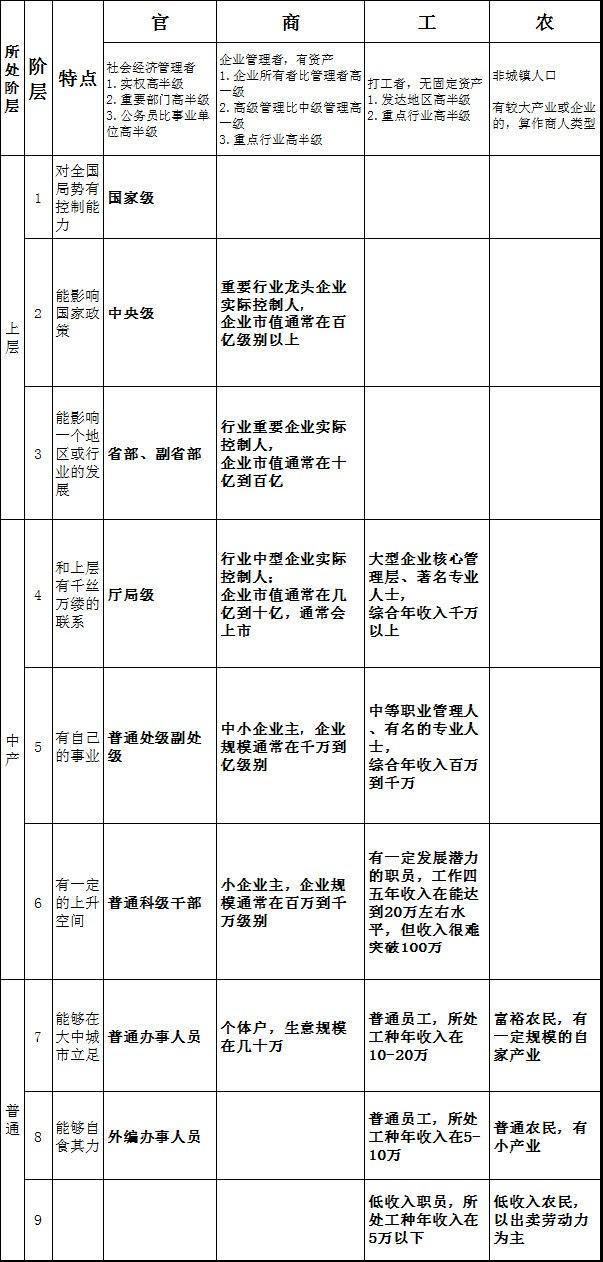 所处阶层
阶层
特点
官
商
工
农
社会经济管理者
1.实权高半级
2.重要部门高半级
3.公务员比事业单
位高半级
企业管理者，有资产
1.企业所有者比管理者高
一级
2.高级管理比中级管理高
一级
3.重点行业高半级
打工者，无固定资产
1.发达地区高半级
2.重点行业高半级
非城镇人口
有较大产业或企业
的，算作商人类型
上层
1
对全国
局势有
控制能
力
国家级
2
能影响
国家政
策
中央级
重要行业龙头企业
实际控制人，
企业市值通常在百
亿级别以上
3
能影响
一个地
区或行
业的发
展
省部、副省部
行业重要企业实际
控制人，
企业市值通常在十
亿到百亿
中产
4
和上层
有千丝
万缕的
联系
厅局级
行业中型企业实际
控制人；
企业市值通常在几
亿到十亿，通常会
上市
大型企业核心管
理层、著名专业
人士，
综合年收入千万
以上
5
有自己
的事业
普通处级副处
级
中小企业主，企业
规模通常在千万到
亿级别
中等职业管理人
、有名的专业人
士，
综合年收入百万
到千万
6
有一定
的上升
空间
普通科级干部
小企业主，企业规
模通常在百万到千
万级别
有一定发展潜力
的职员，工作四
五年收入在能达
到20万左右水
平，但收入很难
突破100万
普通
7
能够在
大中城
市立足
普通办事人员
个体户，生意规模
在几十万
普通员工，所处
工种年收入在
10-20万
富裕农民，有
一定规模的自
家产业
8
能够自
食其力
外编办事人员
普通员工，所处
工种年收入在5-
10万
普通农民，有
小产业
9
低收入职员，所
处工种年收入在
5万以下
低收入农民，
以出卖劳动力
为主